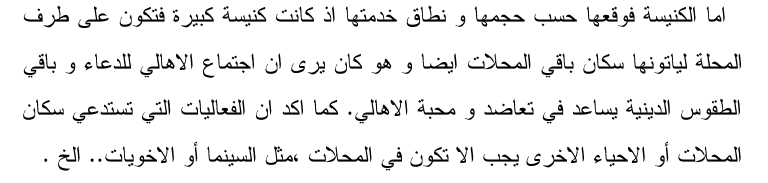 اما الكنيسة فوقعها حسب حجمها و نطاق خدمتها اذ كانت كنيسة كبيرة فتكون على طرف
المحلة لياتونها سكان باقي المحلات ايضا و هو كان يرى ان اجتماع الاهالي للدعاء و باقي
الطقوس الدينية يساعد في تعاضد و محبة الاهالي. كما اكد ان الفعاليات التي تستدعي سكان
المحلات أو الاحياء الاخرى يجب الا تكون في المحلات ،مثل السينما أو الاخويات.. الخ .